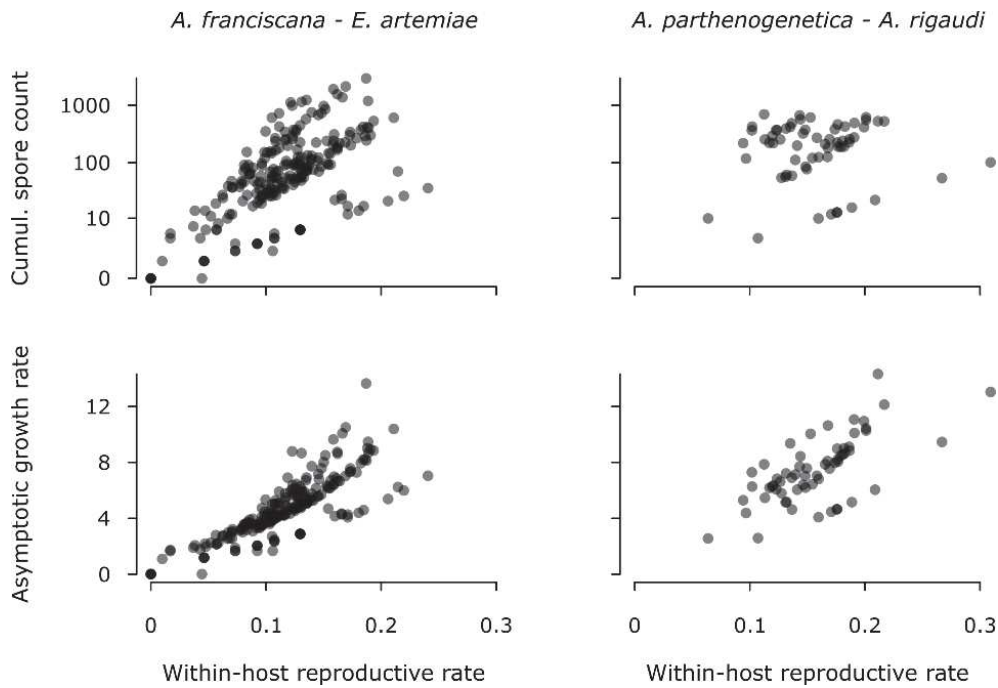 A. franciscana - E. artemiae
A. parthenogenetica - A. rigaudi
Cumul. spore count
1000
100
10
0
Asymptotic growth rate
12
8
4
0
0 0.1 0.2 0.3
0 0.1 0.2 0.3
Within-host reproductive rate
Within-host reproductive rate